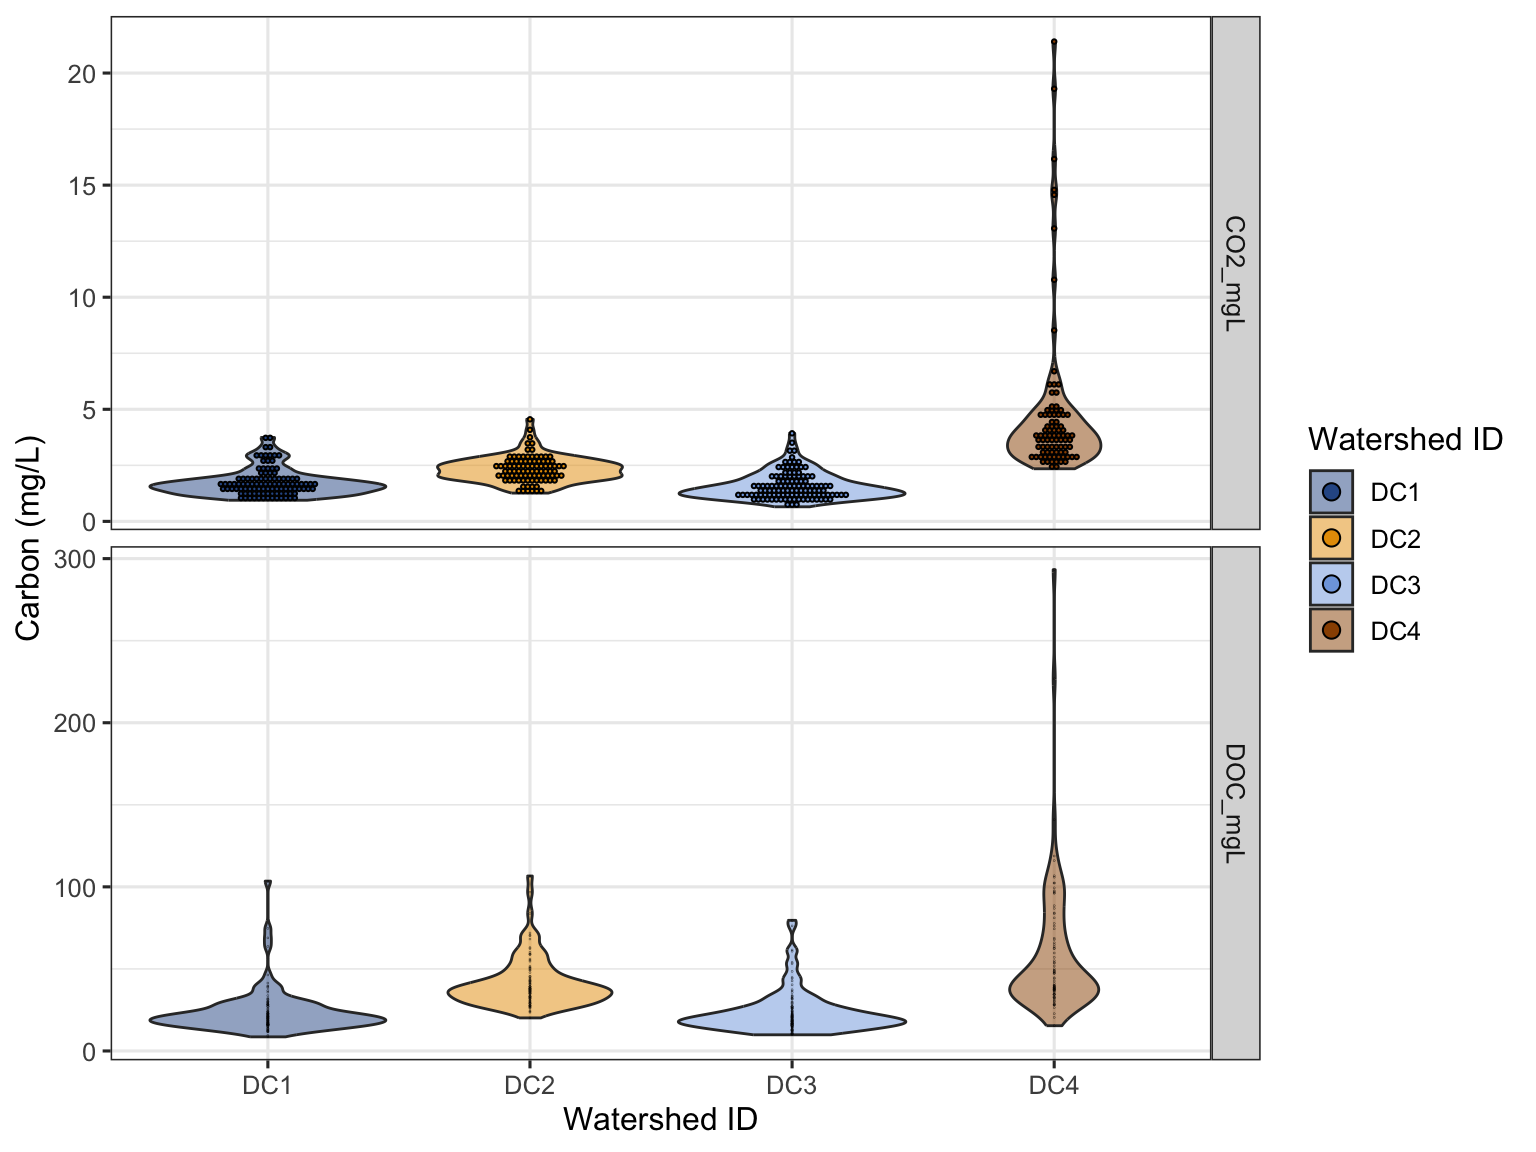 20
15
10
5
0
CO2_mgL
300
200
100
0
DOC_mgL
Carbon (mg/L)
DC1 DC2 DC3 DC4
Watershed ID
Watershed ID
DC1
DC2
DC3
DC4